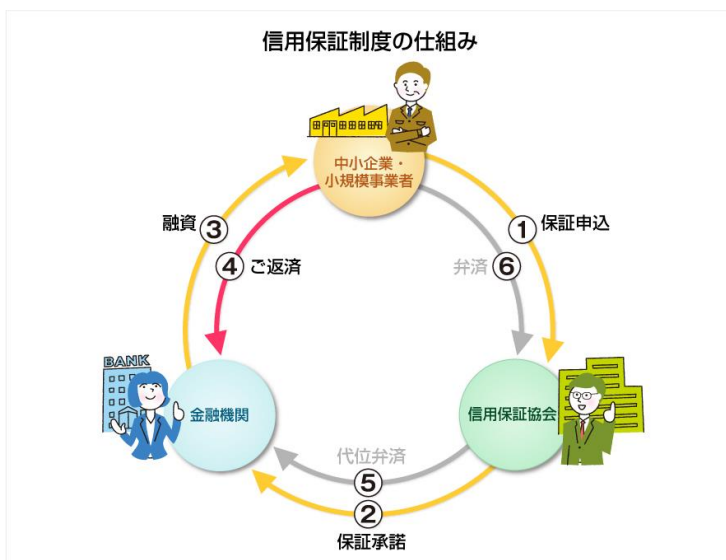 信用保証制度の仕組み
中小企業・
小規模事業者
融資 ③
① 保証申込
④ ご返済
弁済 ⑥
BANK
金融機関
信用保証協会
代位弁済
⑤
②
保証承諾